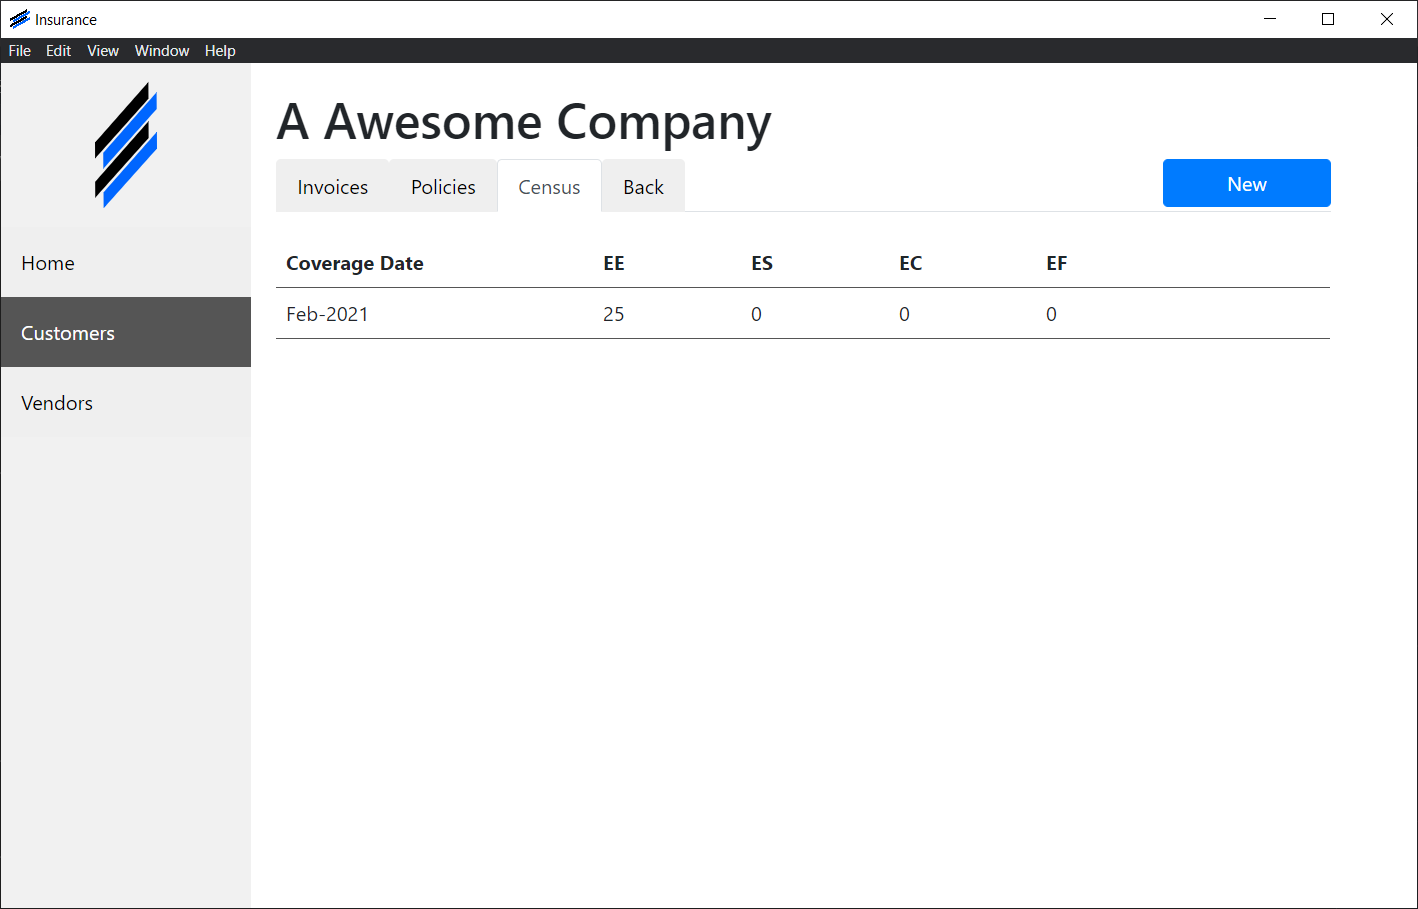 Insurance
File Edit View Window Help
A Awesome Company
Invoices Policies Census Back New
Home
Customers
Vendors
Coverage Date EE ES EC EF
Feb-2021 25 0 0 0